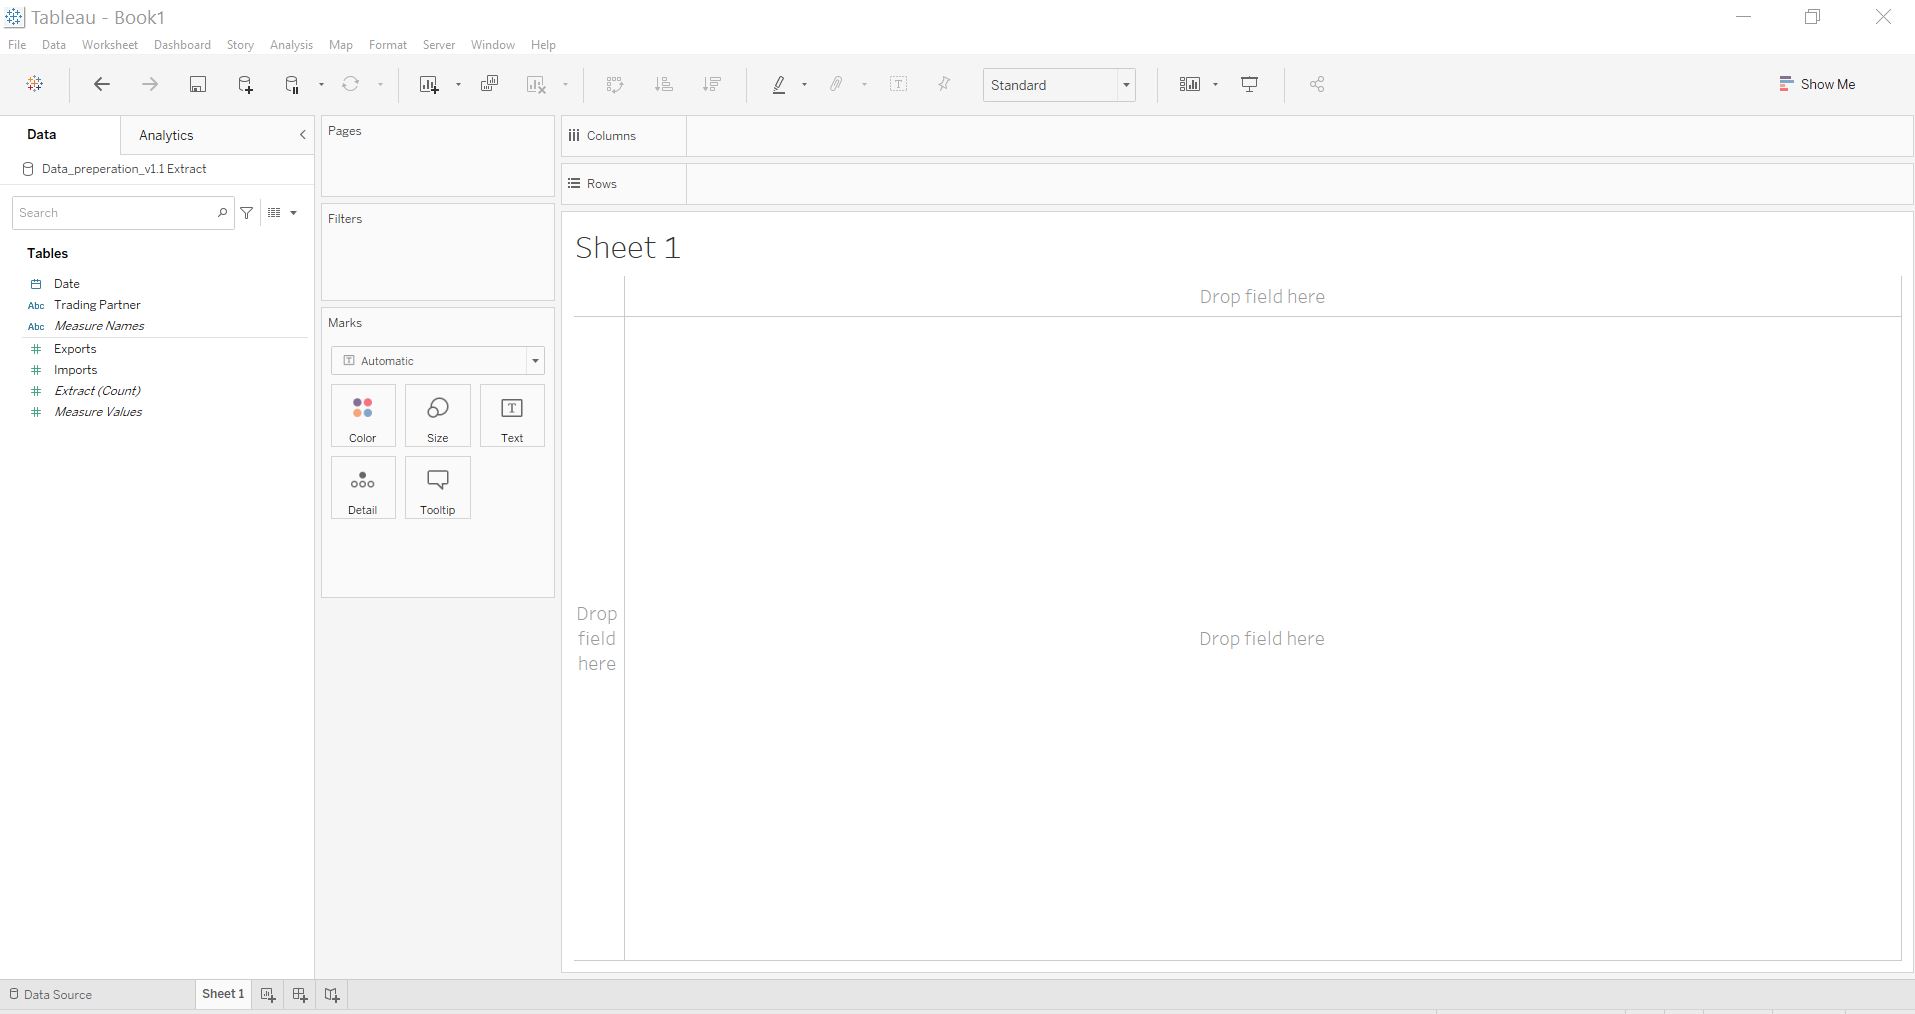 Tableau - Book1
File Data Worksheet Dashboard Story Analysis Map Format Server Window Help
Standard
Show Me
Data
Analytics
Data_preperation_v1.1 Extract
Search
Tables
Date
Abc Trading Partner
Abc Measure Names
Exports
Imports
Extract (Count)
Measure Values
Pages
Filters
Marks
T Automatic
Color
Size
T
Text
Detail
Tooltip
Columns
Rows
Sheet 1
Drop field here
Drop
field
here
Drop field here
Data Source
Sheet 1